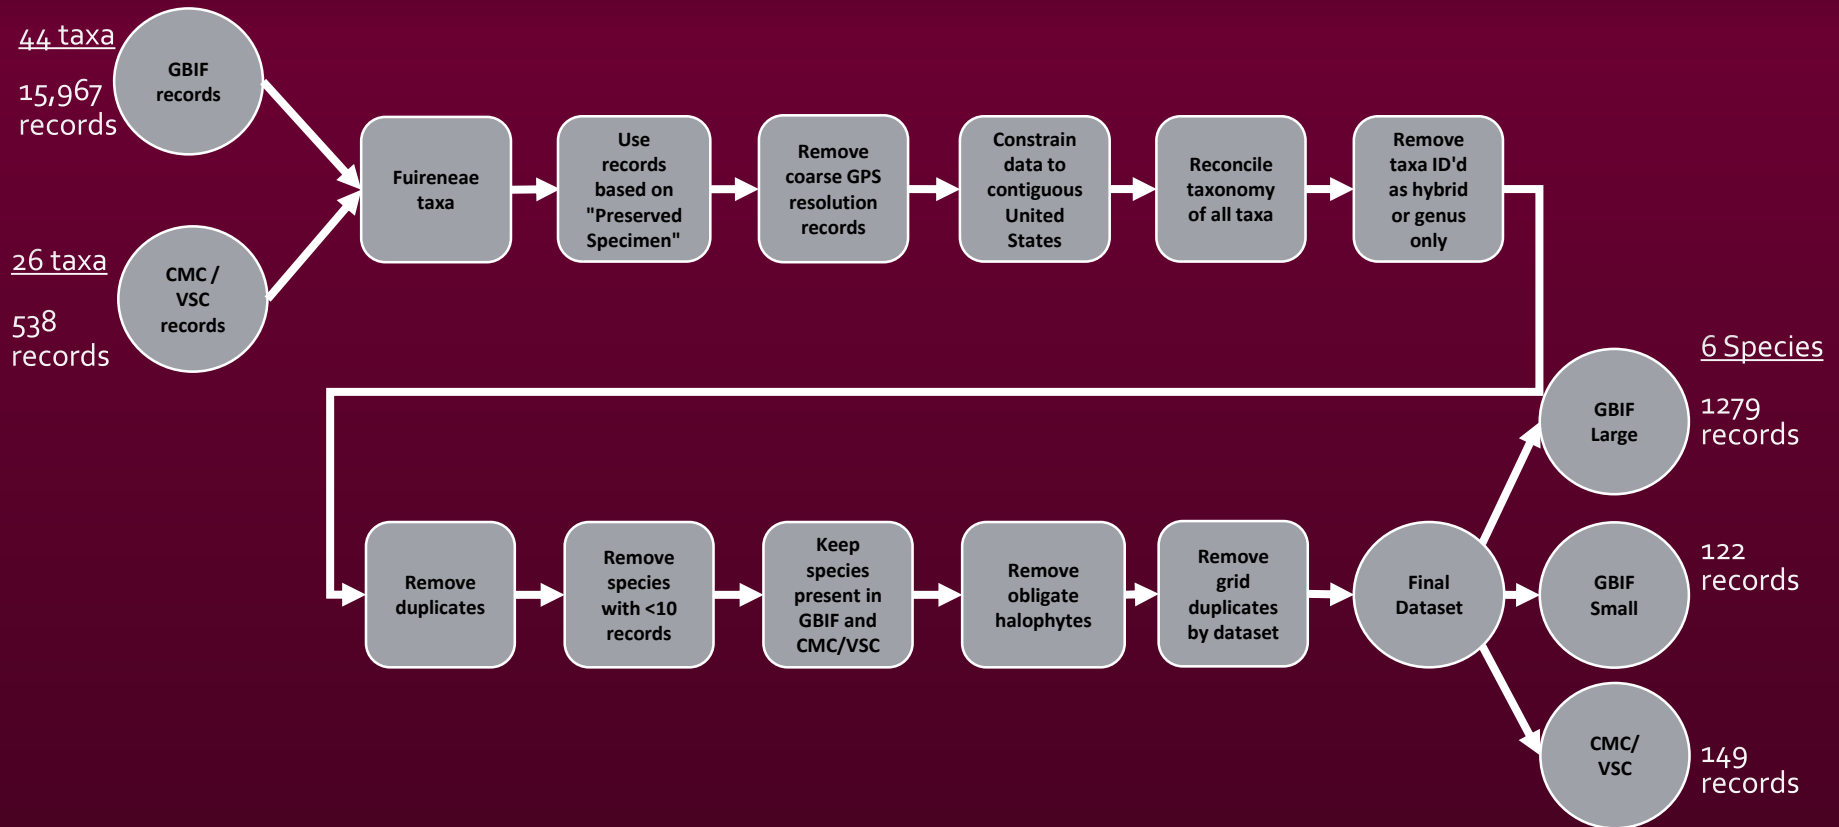 44 taxa
15,967
records
GBIF
records
26 taxa
538
records
CMC /
VSC
records
Fuireneae
taxa
Use
records
based on
"Preserved
Specimen"
Remove
coarse GPS
resolution
records
Constrain
data to
contiguous
United
States
Reconcile
taxonomy
of all taxa
Remove
taxa ID'd
as hybrid
or genus
only
Remove
duplicates
Remove
species
with <10
records
Keep
species
present in
GBIF and
CMC/VSC
Remove
obligate
halophytes
Remove
grid
duplicates
by dataset
Final
Dataset
6 Species
GBIF
Large
1279
records
GBIF
Small
122
records
CMC/
VSC
149
records